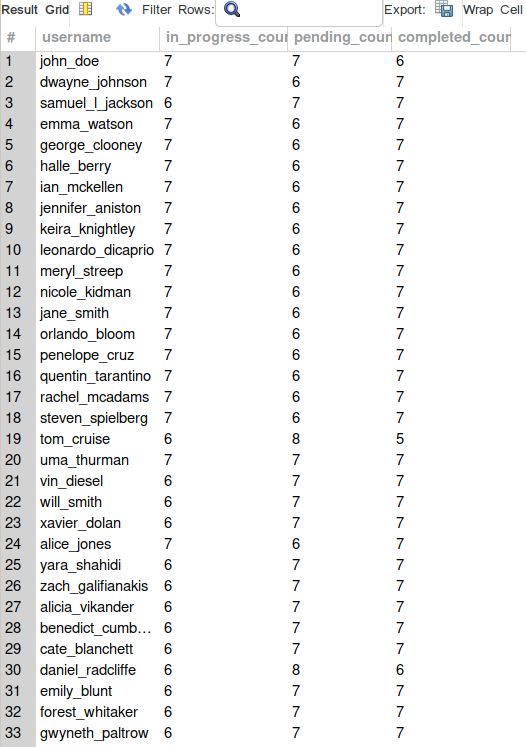 Result Grid Filter Rows: Export: Wrap Cell
# username in_progress_cour pending_coun completed_cour
1 john_doe 7 7 6
2 dwayne_johnson 7 6 7
3 samuel_l_jackson 6 7 7
4 emma_watson 7 6 7
5 george_clooney 7 6 7
6 halle_berry 7 6 7
7 ian_mckellen 7 6 7
8 jennifer_aniston 7 6 7
9 keira_knightley 7 6 7
10 leonardo_dicaprio 7 6 7
11 meryl_streep 7 6 7
12 nicole_kidman 7 6 7
13 jane_smith 7 6 7
14 orlando_bloom 7 6 7
15 penelope_cruz 7 6 7
16 quentin_tarantino 7 6 7
17 rachel_mcadams 7 6 7
18 steven_spielberg 7 6 7
19 tom_cruise 6 8 5
20 uma_thurman 7 7 7
21 vin_diesel 6 7 7
22 will_smith 6 7 7
23 xavier_dolan 6 7 7
24 alice_jones 7 6 7
25 yara_shahidi 6 7 7
26 zach_galifianakis 6 7 7
27 alicia_vikander 6 7 7
28 benedict_cumb... 6 7 7
29 cate_blanchett 6 7 7
30 daniel_radcliffe 6 8 6
31 emily_blunt 6 7 7
32 forest_whitaker 6 7 7
33 gwyneth_paltrow 6 7 7